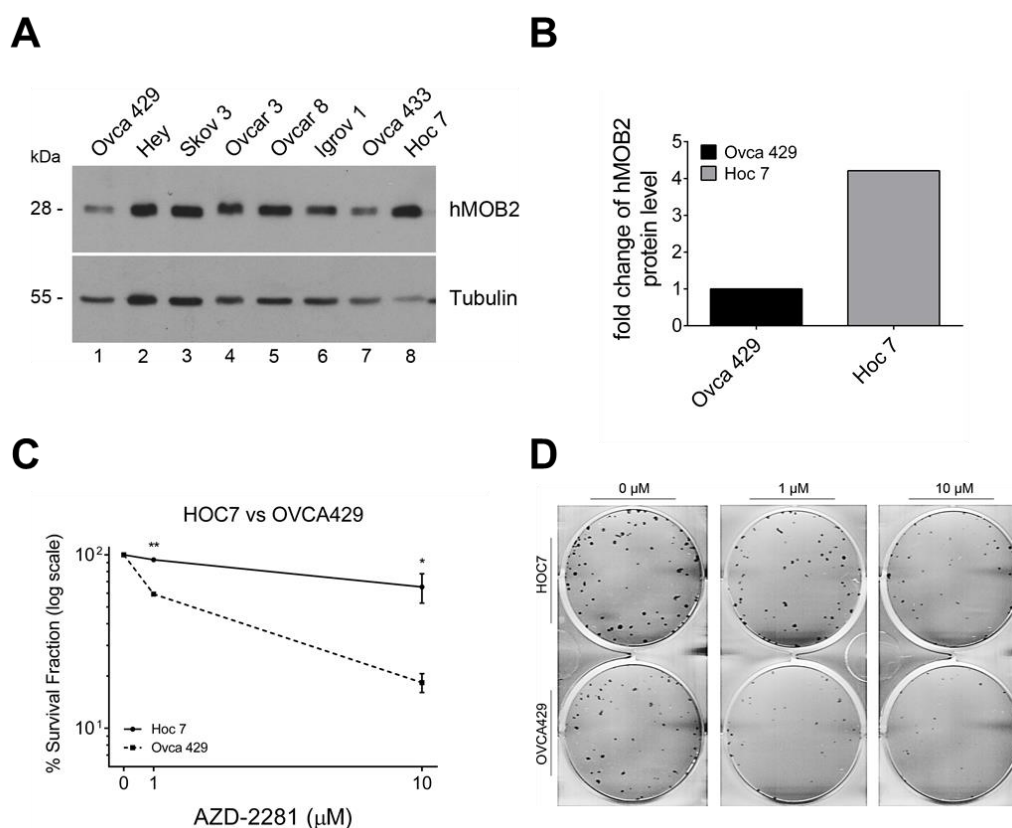 A
Ovca 429
Hey
Skov 3
Ovcar 3
Ovcar 8
Igrov 1
Ovca 433
Hoc 7
kDa
28 -
hMOB2
55 -
Tubulin
1 2 3 4 5 6 7 8
B
fold change of hMOB2
protein level
5
4
3
2
1
0
Ovca 429
Hoc 7
Ovca 429
Hoc 7
C
HOC7 vs OVCA429
% Survival Fraction (log scale)
10²
10¹
**
*
Hoc 7
Ovca 429
0 1 10
AZD-2281 (µM)
D
0 µM 1 µM 10 µM
HOC7
OVCA429